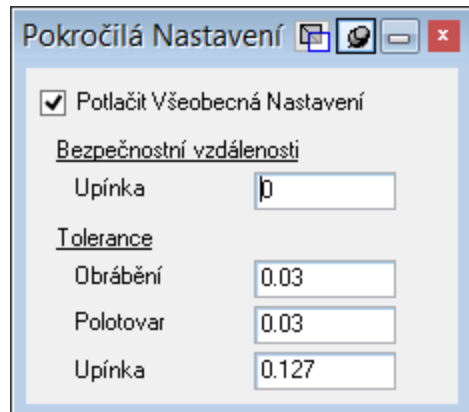 Pokročilá Nastavení
Potlačit Všeobecná Nastavení
Bezpečnostní vzdálenosti
Upínka 0
Tolerance
Obrábění 0.03
Polotovar 0.03
Upínka 0.127